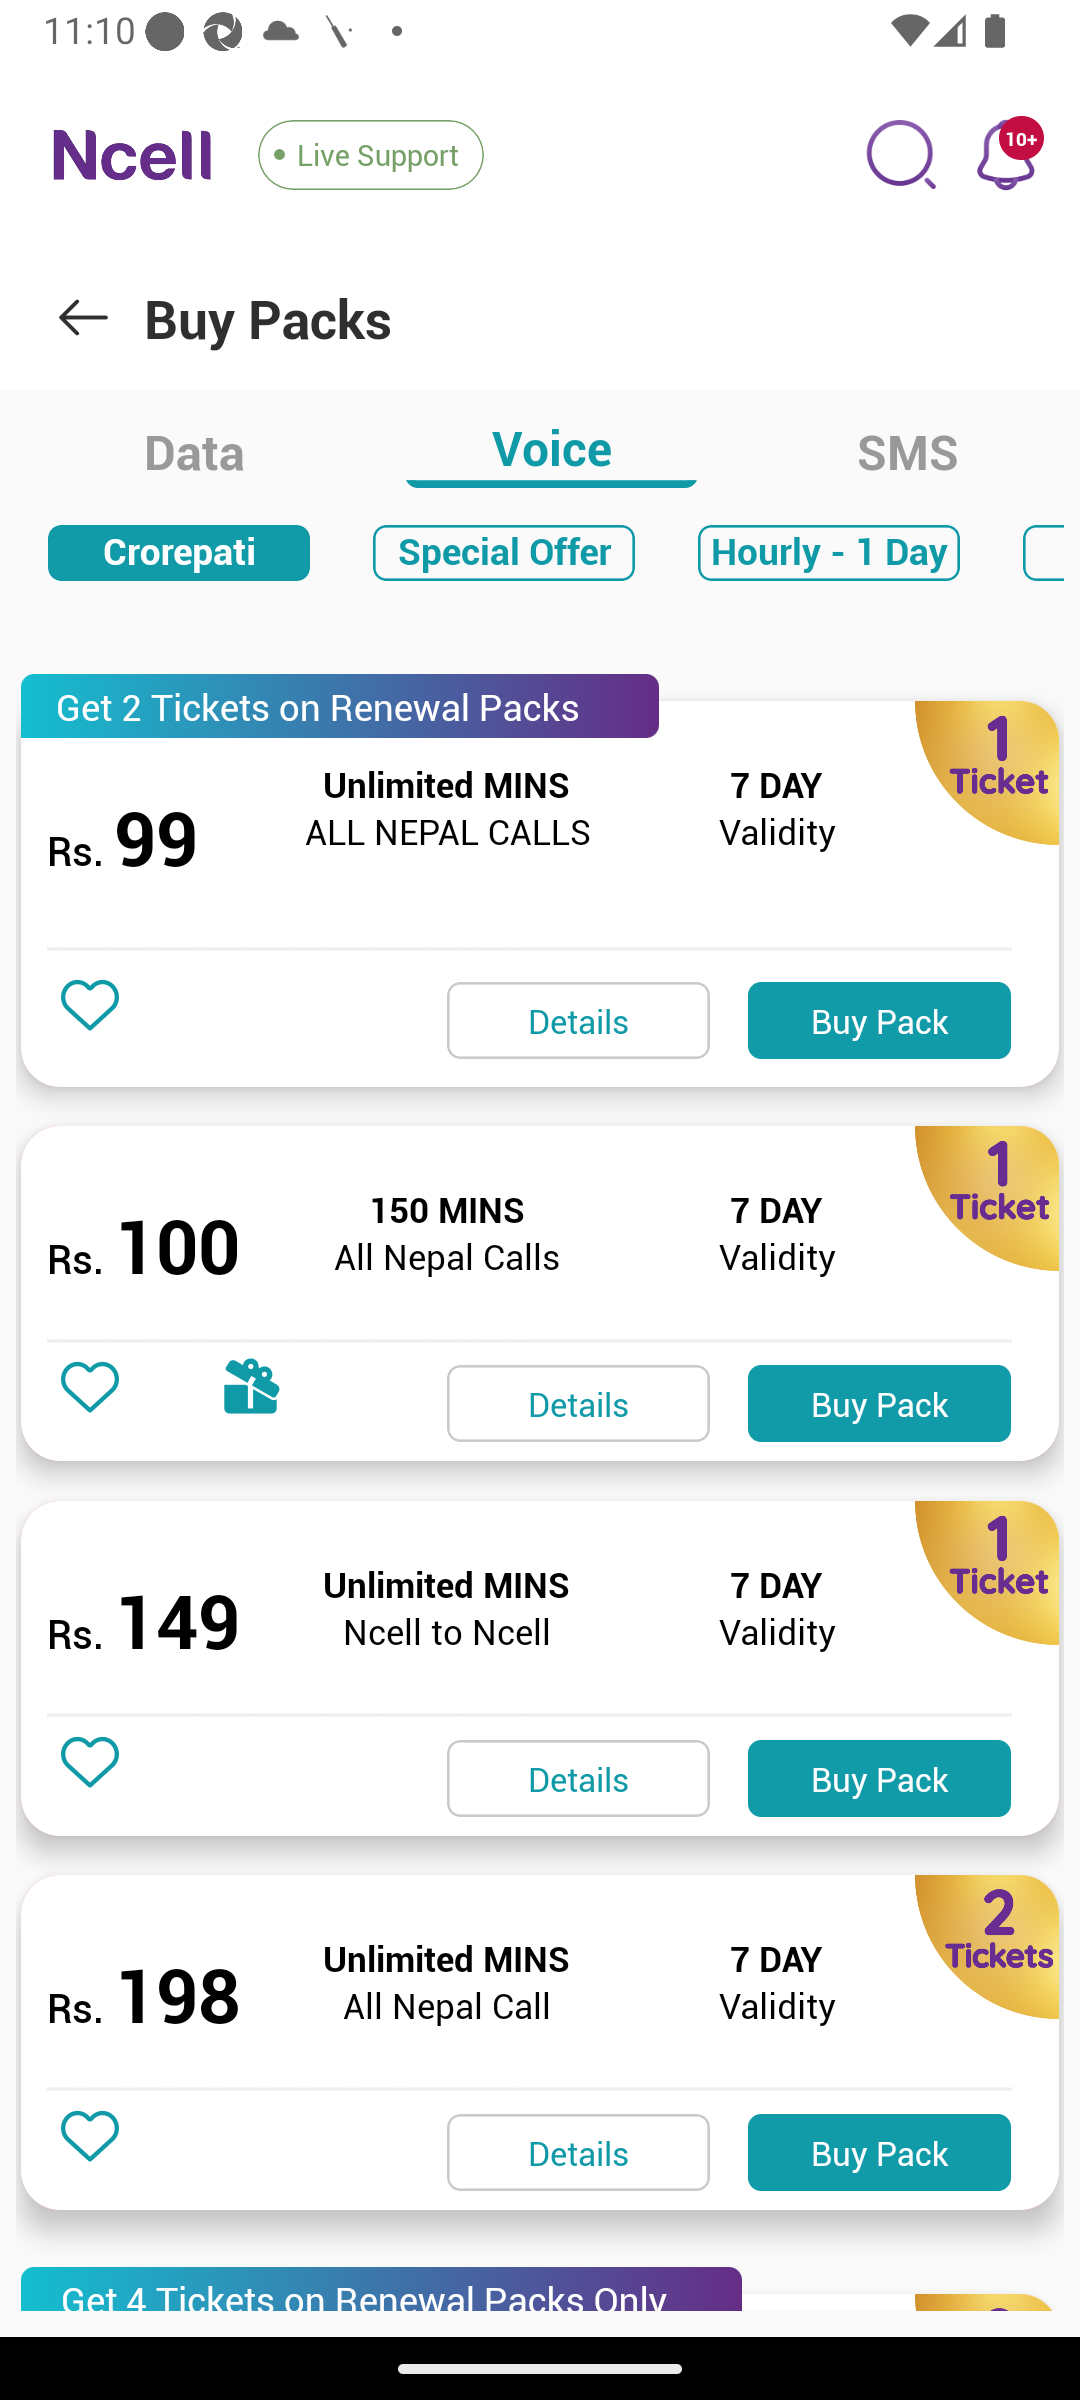 11:10
Ncell
Live Support
10+
Buy Packs
Data
Voice
SMS
Crorepati
Special Offer
Hourly - 1 Day
Get 2 Tickets on Renewal Packs
1
Ticket
Rs. 99
Unlimited MINS
ALL NEPAL CALLS
7 DAY
Validity
Details
Buy Pack
1
Ticket
Rs. 100
150 MINS
All Nepal Calls
7 DAY
Validity
Details
Buy Pack
1
Ticket
Rs. 149
Unlimited MINS
Ncell to Ncell
7 DAY
Validity
Details
Buy Pack
2
Tickets
Rs. 198
Unlimited MINS
All Nepal Call
7 DAY
Validity
Details
Buy Pack
Get 4 Tickets on Renewal Packs Only